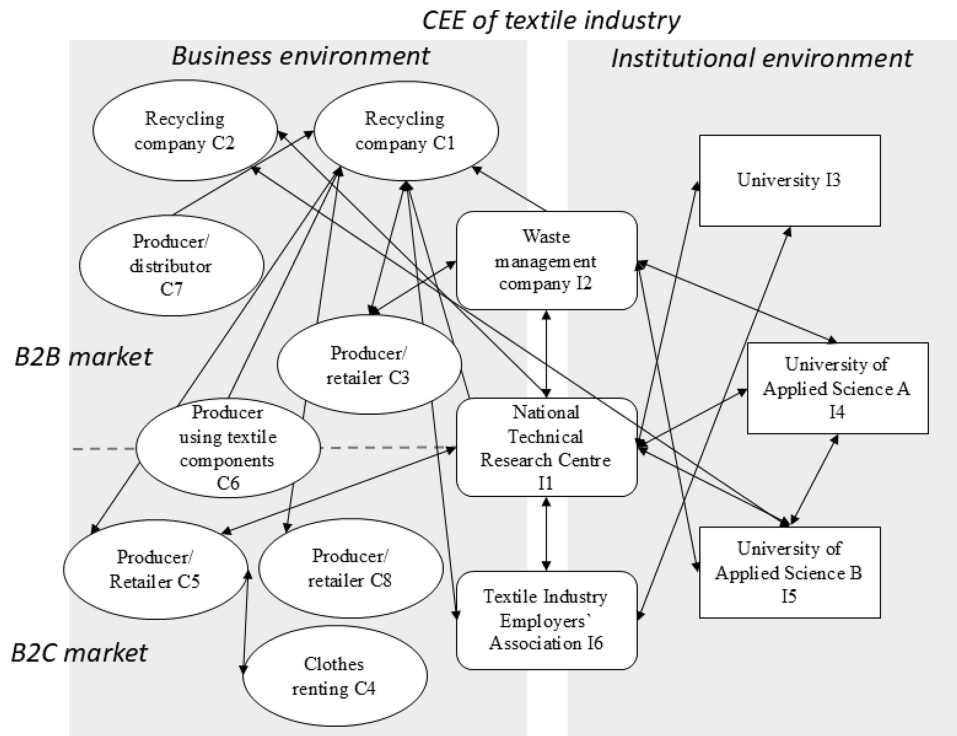 CEE of textile industry
Business environment
Institutional environment
Recycling
company C2
Recycling
company C1
University I3
Producer/
distributor
C7
Waste
management
company I2
B2B market
Producer/
retailer C3
University of
Applied Science A
I4
Producer
using textile
components
C6
National
Technical
Research Centre
I1
Producer/
Retailer C5
Producer/
retailer C8
University of
Applied Science B
I5
Textile Industry
Employers`
Association I6
B2C market
Clothes
renting C4